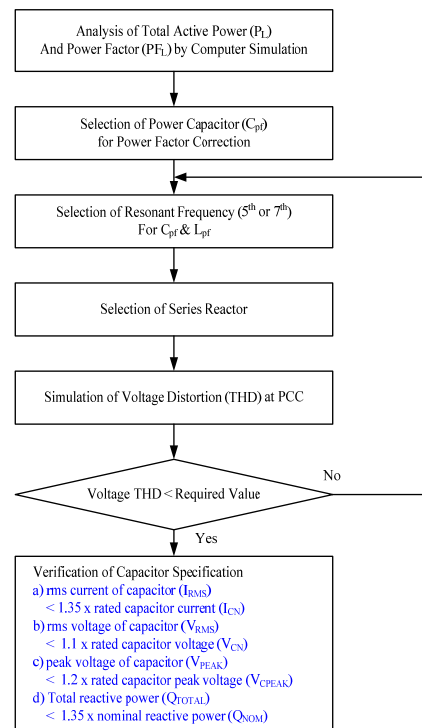 Analysis of Total Active Power (PL)
And Power Factor (PFL) by Computer Simulation
Selection of Power Capacitor (Cpf)
for Power Factor Correction
Selection of Resonant Frequency (5th or 7th)
For Cpf & Lpf
Selection of Series Reactor
Simulation of Voltage Distortion (THD) at PCC
Voltage THD < Required Value
No
Yes
Verification of Capacitor Specification
a) rms current of capacitor (IRMS)
< 1.35 x rated capacitor current (ICN)
b) rms voltage of capacitor (VRMS)
< 1.1 x rated capacitor voltage (VCN)
c) peak voltage of capacitor (VPEAK)
< 1.2 x rated capacitor peak voltage (VCPEAK)
d) Total reactive power (QTOTAL)
< 1.35 x nominal reactive power (QNOM)